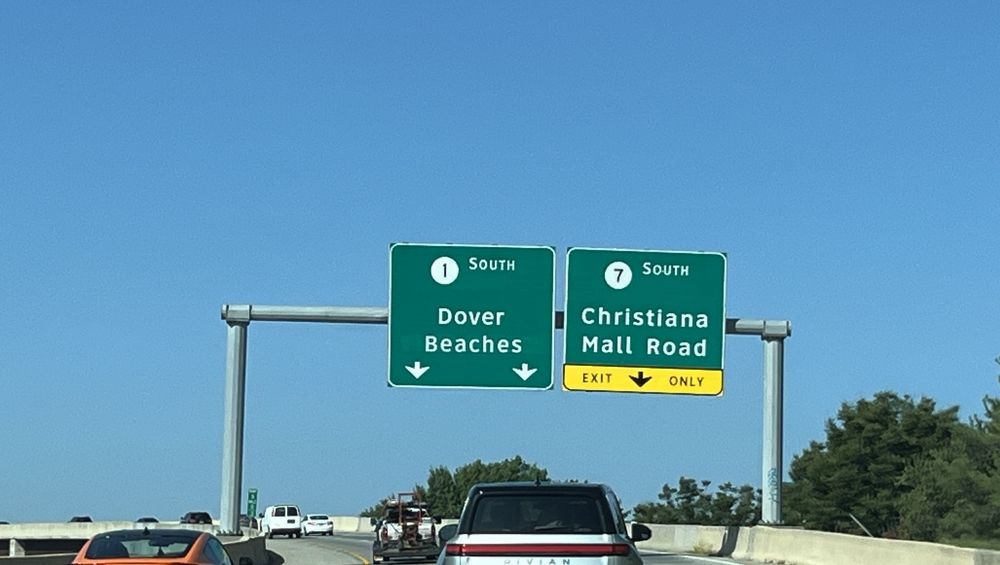 1 SOUTH
Dover
Beaches
7 SOUTH
Christiana
Mall Road
EXIT ONLY
RIVIAN